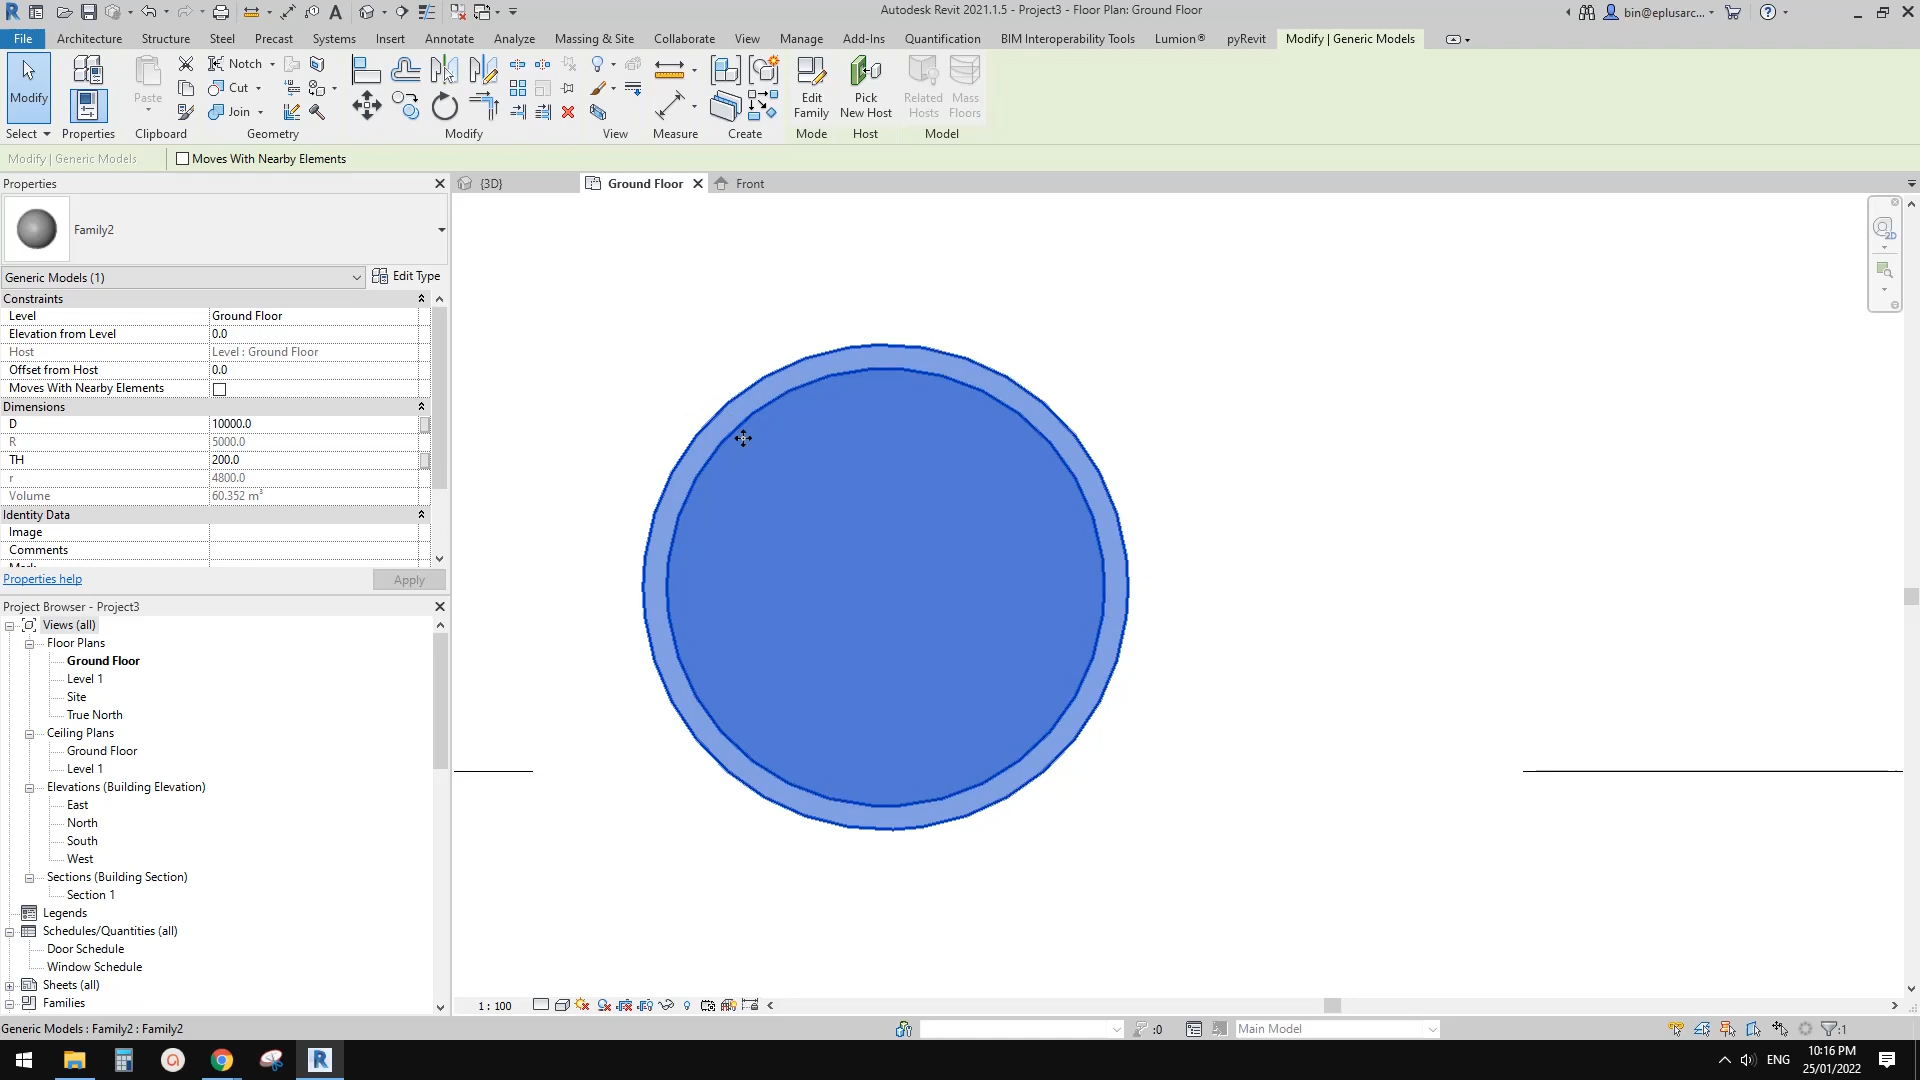 Autodesk Revit 2021.1.5 - Project3 - Floor Plan: Ground Floor
bin@eplusarc...
File Architecture Structure Steel Precast Systems Insert Annotate Analyze Massing & Site Collaborate View Manage Add-Ins Quantification BIM Interoperability Tools Lumion® pyRevit Modify | Generic Models
Modify
Paste
Notch
Cut
Join
Edit Family
Pick New Host
Related Hosts
Mass Floors
Select Properties Clipboard Geometry Modify View Measure Create Mode Host Model
Modify | Generic Models Moves With Nearby Elements
Properties
{3D} Ground Floor Front
Family2
Generic Models (1) Edit Type
Constraints
Level Ground Floor
Elevation from Level 0.0
Host Level : Ground Floor
Offset from Host 0.0
Moves With Nearby Elements
Dimensions
D 10000.0
R 5000.0
TH 200.0
r 4800.0
Volume 60.352 m³
Identity Data
Image
Comments
Properties help Apply
Project Browser - Project3
Views (all)
Floor Plans
Ground Floor
Level 1
Site
True North
Ceiling Plans
Ground Floor
Level 1
Elevations (Building Elevation)
East
North
South
West
Sections (Building Section)
Section 1
Legends
Schedules/Quantities (all)
Door Schedule
Window Schedule
Sheets (all)
Families
1 : 100
2D
Generic Models : Family2 : Family2
:0
Main Model
:1
ENG
10:16 PM
25/01/2022